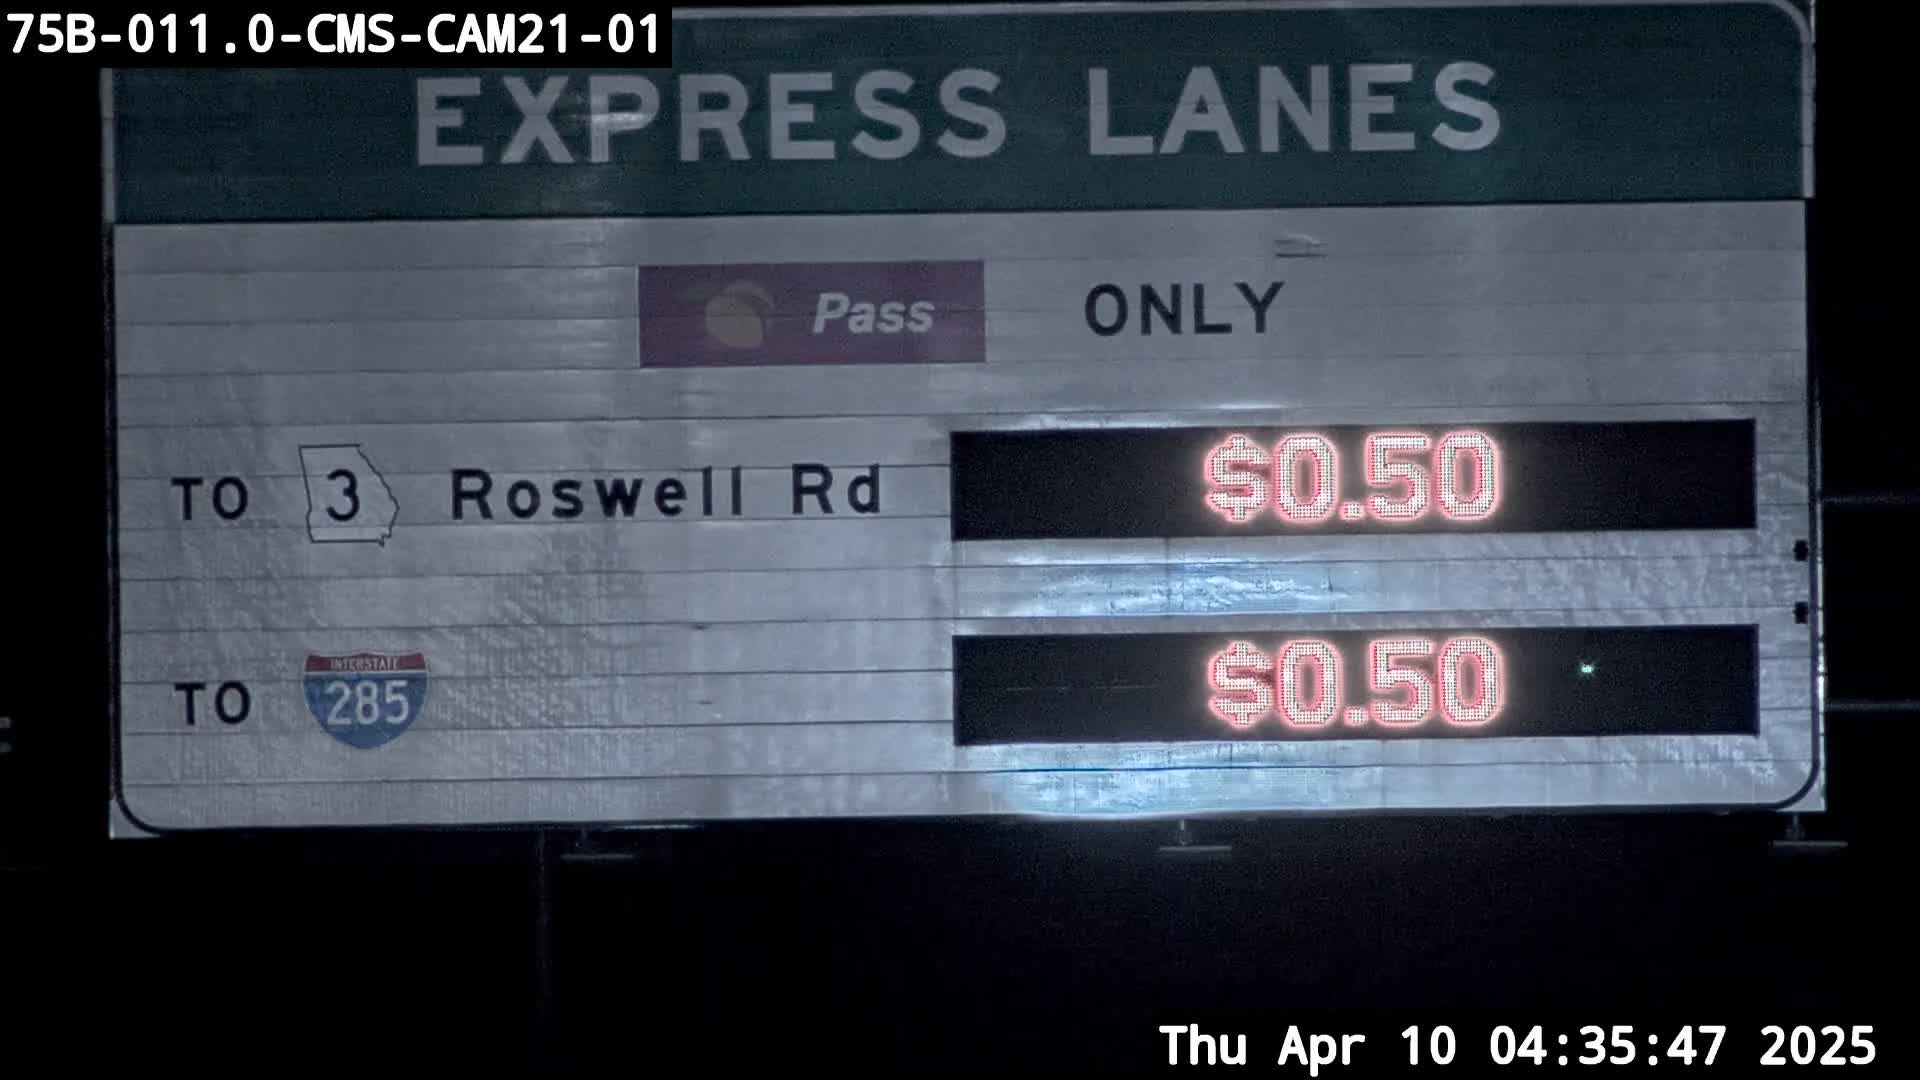 75B-011.0-CMS-CAM21-01
EXPRESS LANES
Pass ONLY
TO 3 Roswell Rd $0.50
TO INTERSTATE 285 $0.50
Thu Apr 10 04:35:47 2025